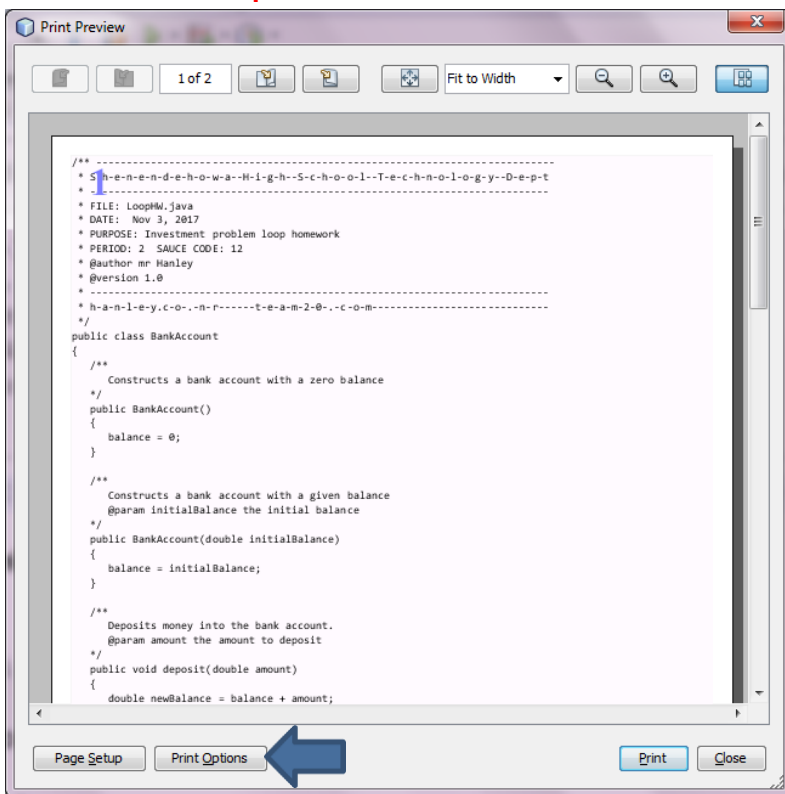 Print Preview
1 of 2
Fit to Width
/** ------------------------------------------------------------------------
 * S-h-e-n-e-n-d-e-h-o-w-a--H-i-g-h--S-c-h-o-o-l--T-e-c-h-n-o-l-o-g-y--D-e-p-t
1
 * ------------------------------------------------------------------------
 * FILE: LoopHW.java
 * DATE:  Nov 3, 2017
 * PURPOSE: Investment problem loop homework
 * PERIOD: 2  SAUCE CODE: 12
 * @author mr Hanley
 * @version 1.0
 * ------------------------------------------------------------------------
 * h-a-n-l-e-y.c-o-.-n-r------t-e-a-m-2-0-.-c-o-m----------------------------
 */
public class BankAccount
{
   /**
      Constructs a bank account with a zero balance
   */
   public BankAccount()
   {
      balance = 0;
   }
   /**
      Constructs a bank account with a given balance
      @param initialBalance the initial balance
   */
   public BankAccount(double initialBalance)
   {
      balance = initialBalance;
   }
   /**
      Deposits money into the bank account.
      @param amount the amount to deposit
   */
   public void deposit(double amount)
   {
      double newBalance = balance + amount;
Page Setup Print Options Print Close